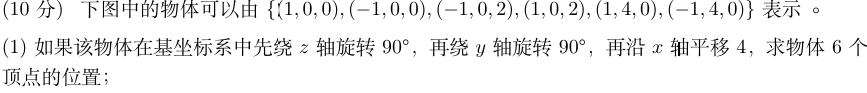 (10 分) 下图中的物体可以由 {(1, 0, 0), (−1, 0, 0), (−1, 0, 2), (1, 0, 2), (1, 4, 0), (−1, 4, 0)} 表示 。
(1) 如果该物体在基坐标系中先绕 z 轴旋转 90°, 再绕 y 轴旋转 90°, 再沿 x 轴平移 4, 求物体 6 个
顶点的位置;